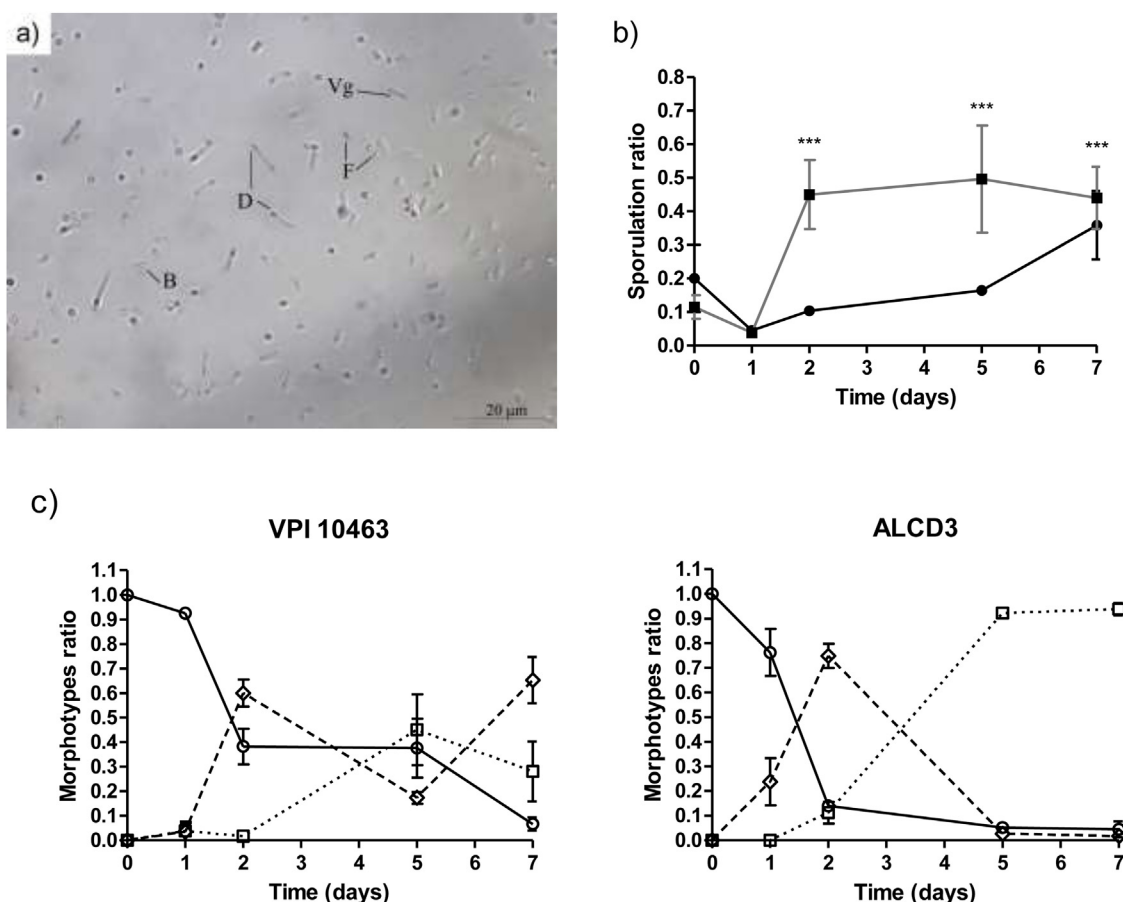 a)
Vg
F
D
B
20 µm
b)
Sporulation ratio
0.8
0.7
0.6
0.5
0.4
0.3
0.2
0.1
0.0
***
***
***
0 1 2 3 4 5 6 7
Time (days)
c)
VPI 10463
Morphotypes ratio
1.1
1.0
0.9
0.8
0.7
0.6
0.5
0.4
0.3
0.2
0.1
0.0
0 1 2 3 4 5 6 7
Time (days)
ALCD3
Morphotypes ratio
1.1
1.0
0.9
0.8
0.7
0.6
0.5
0.4
0.3
0.2
0.1
0.0
0 1 2 3 4 5 6 7
Time (days)